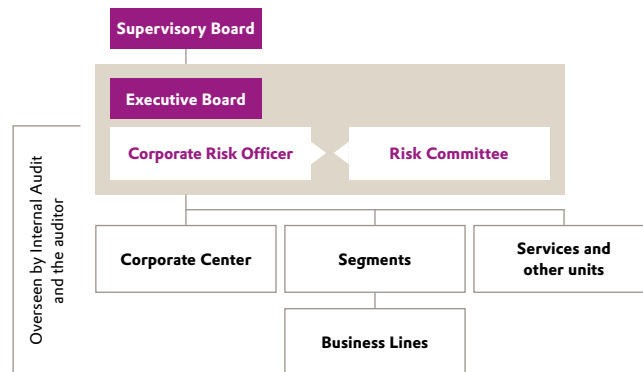 Supervisory Board
Executive Board
Corporate Risk Officer
Risk Committee
Overseen by Internal Audit
and the auditor
Corporate Center
Segments
Services and
other units
Business Lines